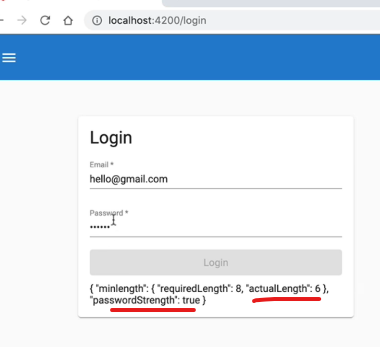 localhost:4200/login
Login
Email *
hello@gmail.com
Password *
••••••
Login
{ "minlength": { "requiredLength": 8, "actualLength": 6 },
"passwordStrength": true }